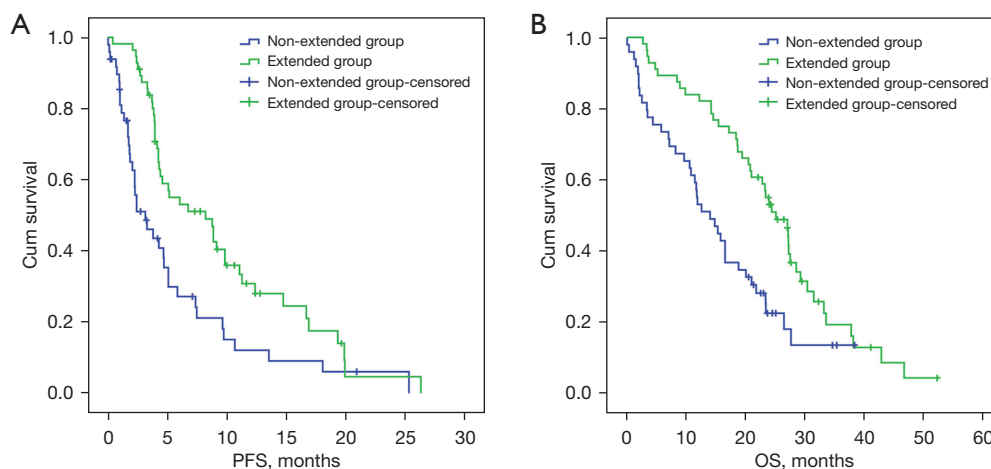 A
Cum survival
1.0
0.8
0.6
0.4
0.2
0.0
Non-extended group
Extended group
Non-extended group-censored
Extended group-censored
0 5 10 15 20 25 30
PFS, months
B
Cum survival
1.0
0.8
0.6
0.4
0.2
0.0
Non-extended group
Extended group
Non-extended group-censored
Extended group-censored
0 10 20 30 40 50 60
OS, months